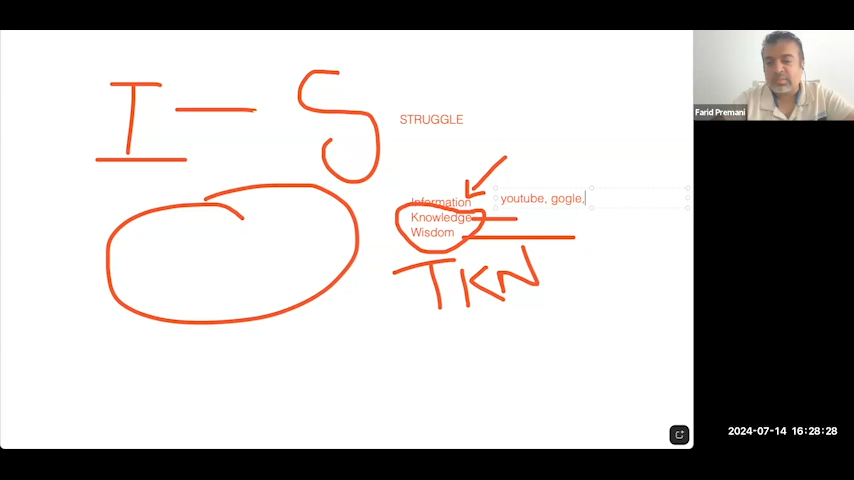 I — S
STRUGGLE
Farid Premani
Information
youtube, gogle,
Knowledge
Wisdom
TKN
2024-07-14 16:28:28